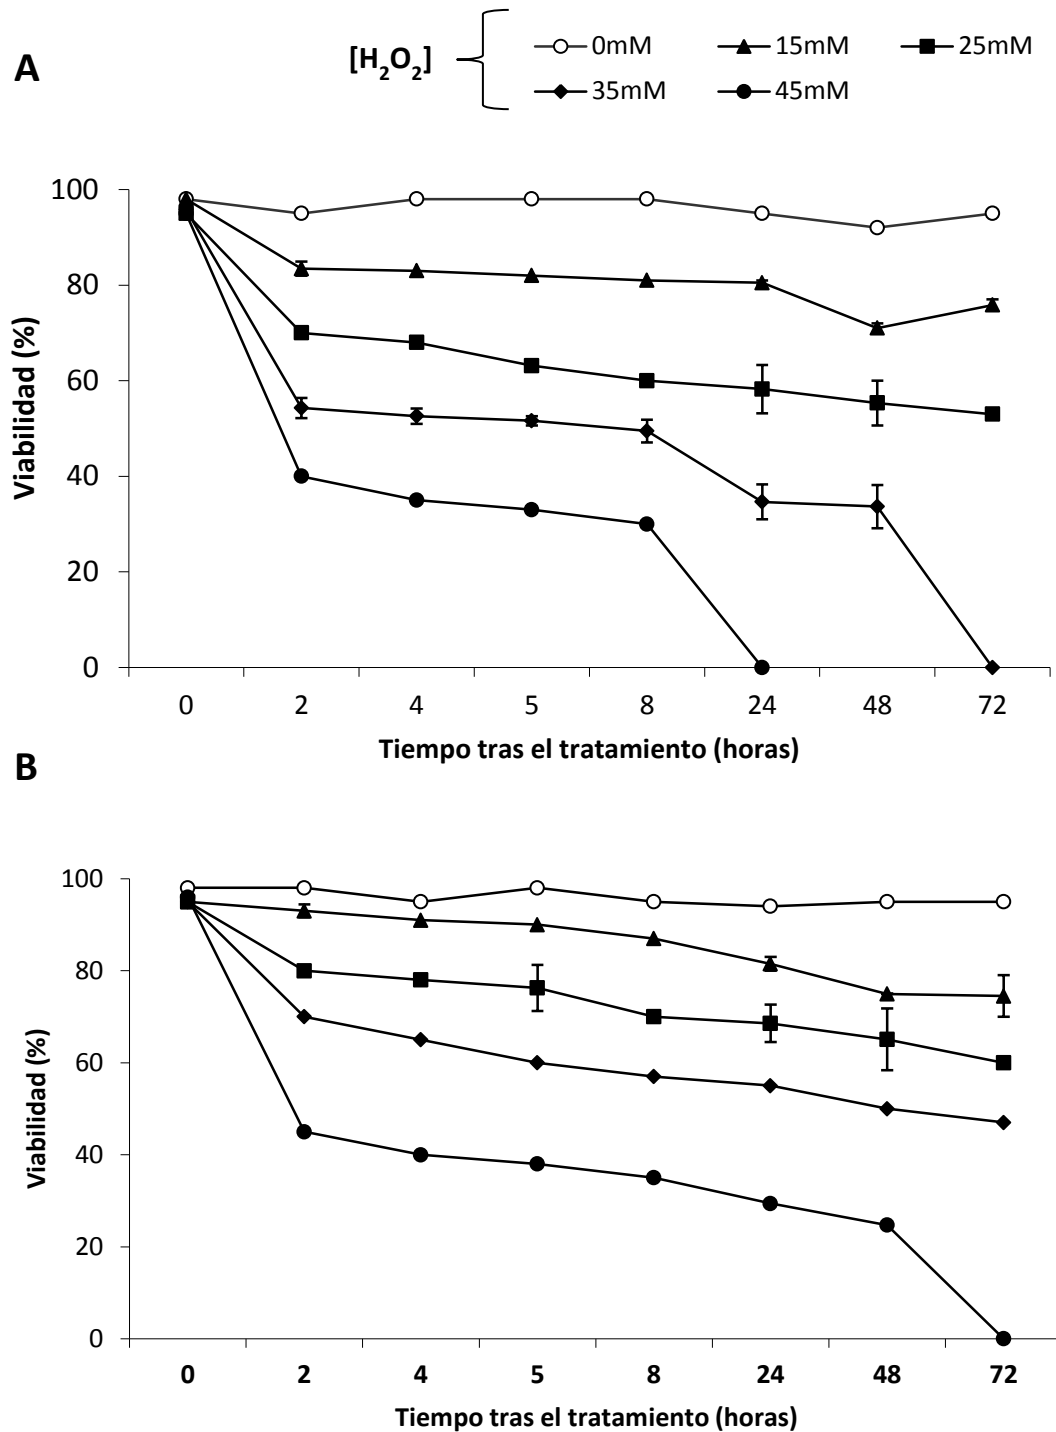 A
[H2O2]
0mM 15mM 25mM
35mM 45mM
100
80
60
40
20
0
Viabilidad (%)
0 2 4 5 8 24 48 72
Tiempo tras el tratamiento (horas)
B
100
80
60
40
20
0
Viabilidad (%)
0 2 4 5 8 24 48 72
Tiempo tras el tratamiento (horas)